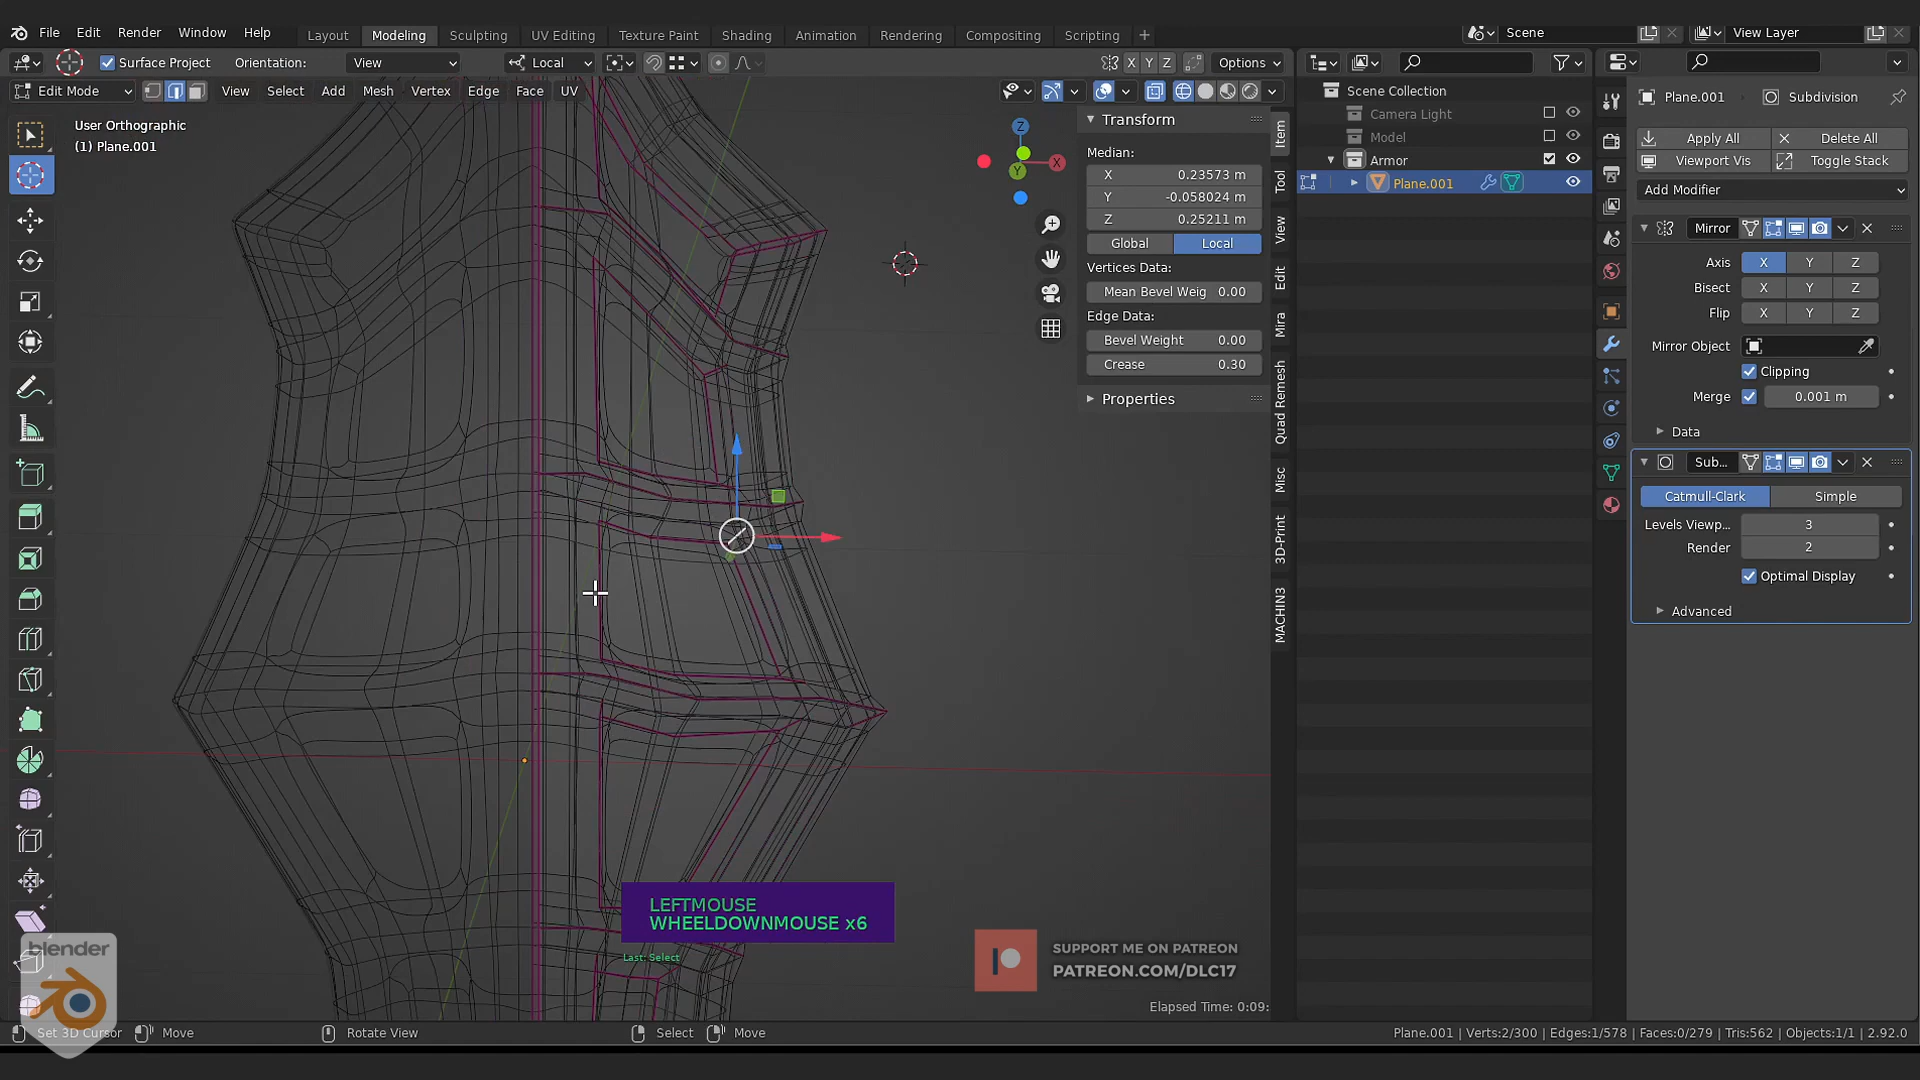 File Edit Render Window Help Layout Modeling Sculpting UV Editing Texture Paint Shading Animation Rendering Compositing Scripting + Scene View Layer
Surface Project Orientation: View Local X Y Z Options
Edit Mode View Select Add Mesh Vertex Edge Face UV
User Orthographic
(1) Plane.001
Z
X
Y
Transform
Median:
X 0.23573 m
Y -0.058024 m
Z 0.25211 m
Global Local
Vertices Data:
Mean Bevel Weig 0.00
Edge Data:
Bevel Weight 0.00
Crease 0.30
Properties
Item
Tool
View
Edit
Mira
Quad Remesh
Misc
3D-Print
MACHIN3
Scene Collection
Camera Light
Model
Armor
Plane.001
Plane.001 Subdivision
Apply All Delete All
Viewport Vis Toggle Stack
Add Modifier
Mirror
Axis X Y Z
Bisect X Y Z
Flip X Y Z
Mirror Object
Clipping
Merge 0.001 m
Data
Sub...
Catmull-Clark Simple
Levels Viewp... 3
Render 2
Optimal Display
Advanced
LEFTMOUSE
WHEELDOWNMOUSE x6
Last: Select
SUPPORT ME ON PATREON
PATREON.COM/DLC17
Elapsed Time: 0:09:
blender
Set 3D Cursor Move Rotate View Select Move Plane.001 | Verts:2/300 | Edges:1/578 | Faces:0/279 | Tris:562 | Objects:1/1 | 2.92.0